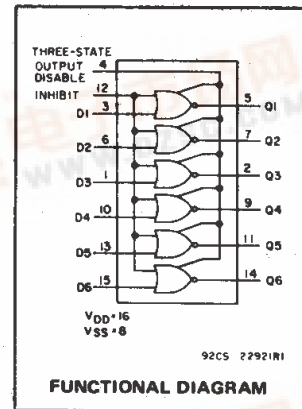 THREE-STATE
OUTPUT 4
DISABLE
INHIBIT 12
D1 3 5 Q1
D2 6 7 Q2
D3 1 2 Q3
D4 10 9 Q4
D5 13 11 Q5
D6 15 14 Q6
VDD=16
VSS=8
92CS 22921R1
FUNCTIONAL DIAGRAM